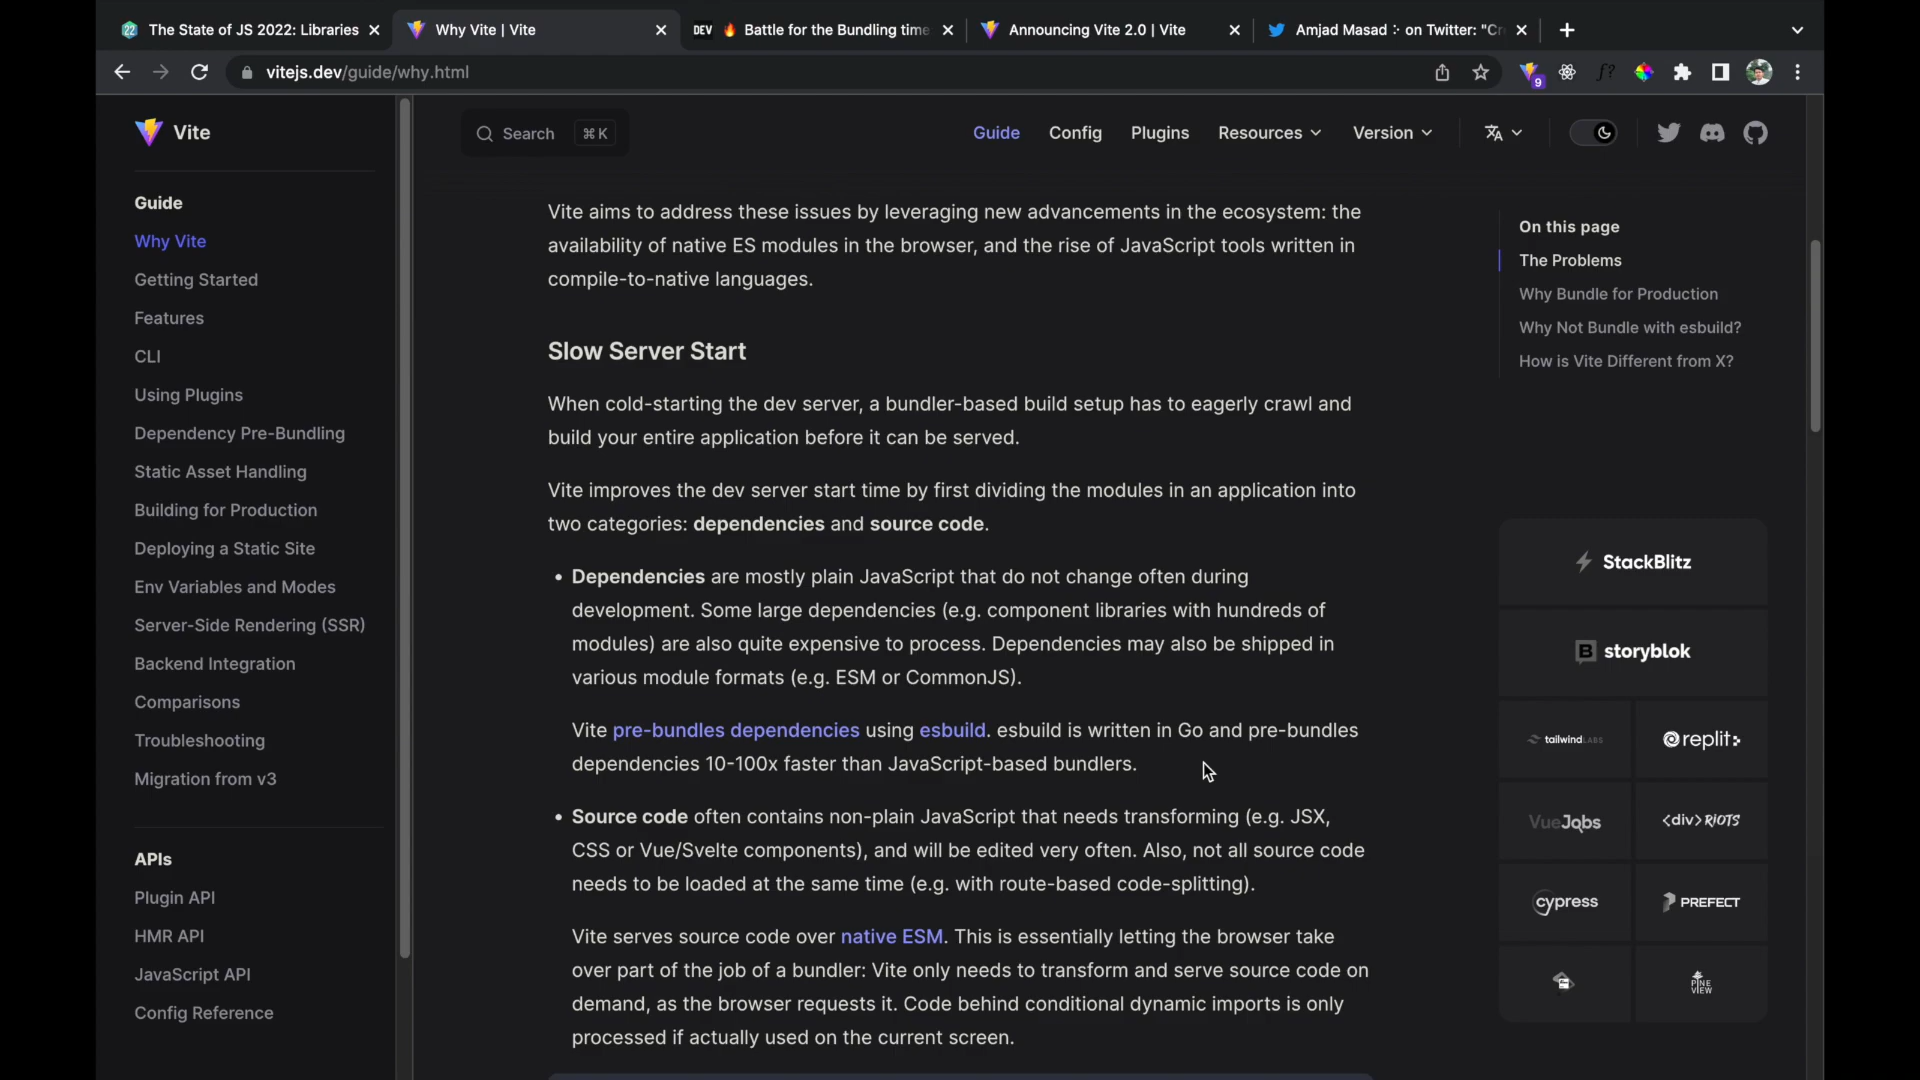 The State of JS 2022: Libraries
Why Vite | Vite
DEV 🔥 Battle for the Bundling time
Announcing Vite 2.0 | Vite
Amjad Masad ⠕ on Twitter: "Cr
vitejs.dev/guide/why.html
9
f?
Vite
Search ⌘ K
Guide
Config
Plugins
Resources
Version
Guide
Why Vite
Getting Started
Features
CLI
Using Plugins
Dependency Pre-Bundling
Static Asset Handling
Building for Production
Deploying a Static Site
Env Variables and Modes
Server-Side Rendering (SSR)
Backend Integration
Comparisons
Troubleshooting
Migration from v3
APIs
Plugin API
HMR API
JavaScript API
Config Reference
Vite aims to address these issues by leveraging new advancements in the ecosystem: the
availability of native ES modules in the browser, and the rise of JavaScript tools written in
compile-to-native languages.
Slow Server Start
When cold-starting the dev server, a bundler-based build setup has to eagerly crawl and
build your entire application before it can be served.
Vite improves the dev server start time by first dividing the modules in an application into
two categories: dependencies and source code.
• Dependencies are mostly plain JavaScript that do not change often during
development. Some large dependencies (e.g. component libraries with hundreds of
modules) are also quite expensive to process. Dependencies may also be shipped in
various module formats (e.g. ESM or CommonJS).
Vite pre-bundles dependencies using esbuild. esbuild is written in Go and pre-bundles
dependencies 10-100x faster than JavaScript-based bundlers.
• Source code often contains non-plain JavaScript that needs transforming (e.g. JSX,
CSS or Vue/Svelte components), and will be edited very often. Also, not all source code
needs to be loaded at the same time (e.g. with route-based code-splitting).
Vite serves source code over native ESM. This is essentially letting the browser take
over part of the job of a bundler: Vite only needs to transform and serve source code on
demand, as the browser requests it. Code behind conditional dynamic imports is only
processed if actually used on the current screen.
On this page
The Problems
Why Bundle for Production
Why Not Bundle with esbuild?
How is Vite Different from X?
StackBlitz
storyblok
tailwind LABS
replit
VueJobs
<div>RIOTS
cypress
PREFECT
PINE
VIEW